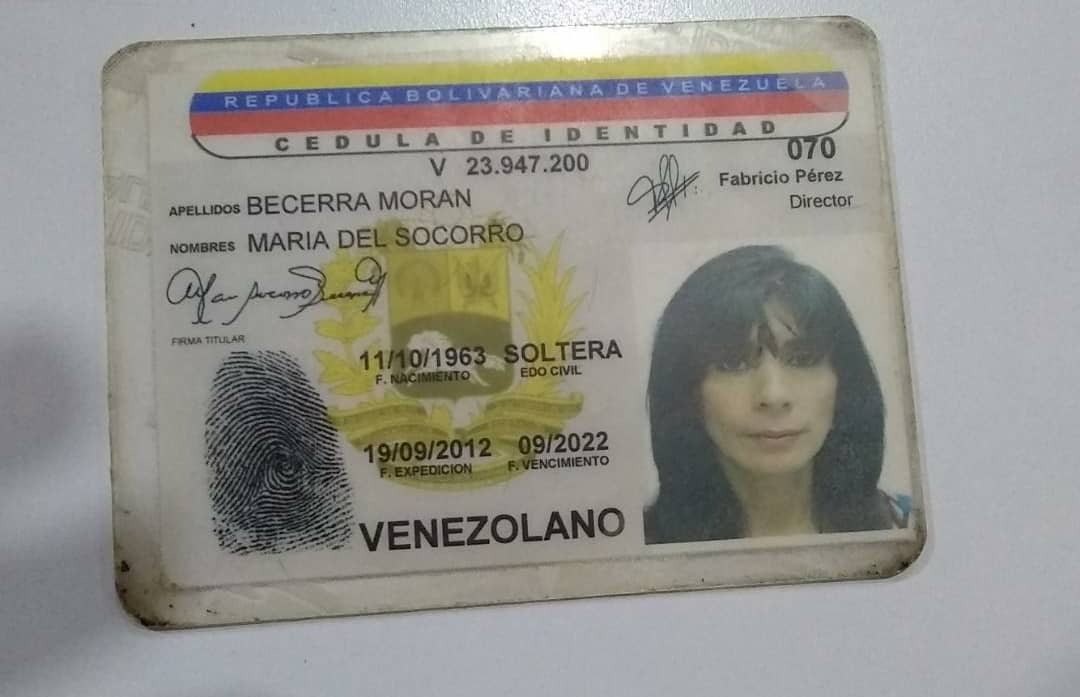 REPUBLICA BOLIVARIANA DE VENEZUELA
CEDULA DE IDENTIDAD
V 23.947.200
070
Fabricio Pérez
Director
APELLIDOS BECERRA MORAN
NOMBRES MARIA DEL SOCORRO
FIRMA TITULAR
11/10/1963 SOLTERA
F. NACIMIENTO EDO CIVIL
19/09/2012 09/2022
F. EXPEDICION F. VENCIMIENTO
VENEZOLANO